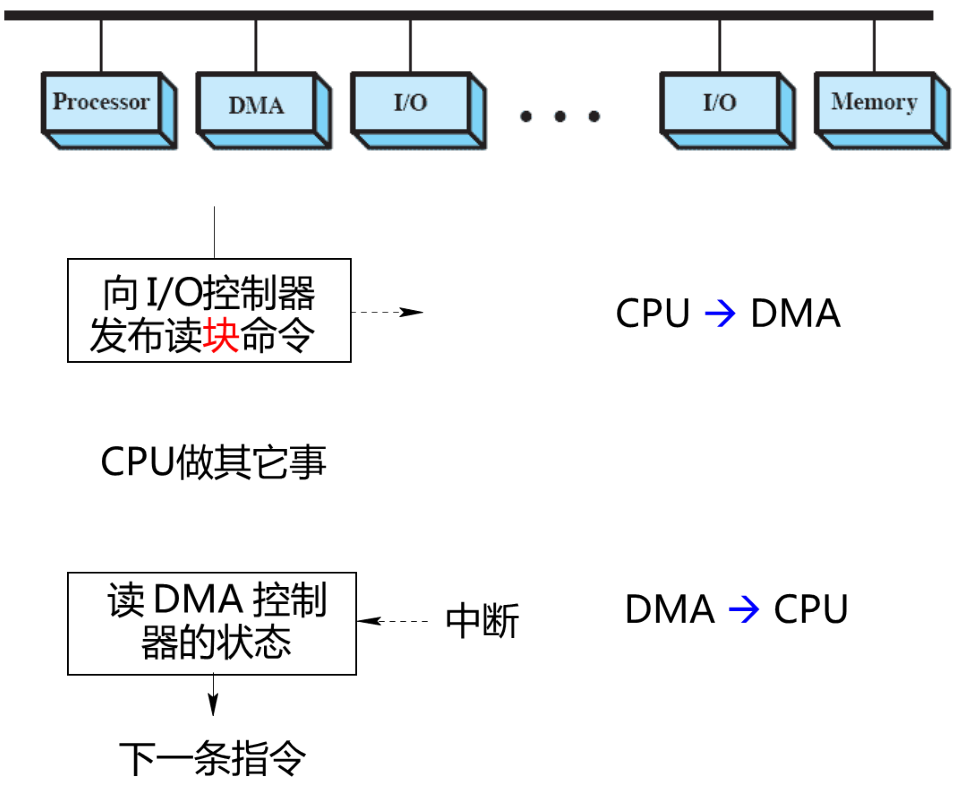 Processor
DMA
I/O
I/O
Memory
向 I/O控制器
发布读块命令
CPU → DMA
CPU做其它事
读 DMA 控制
器的状态
中断
DMA → CPU
下一条指令